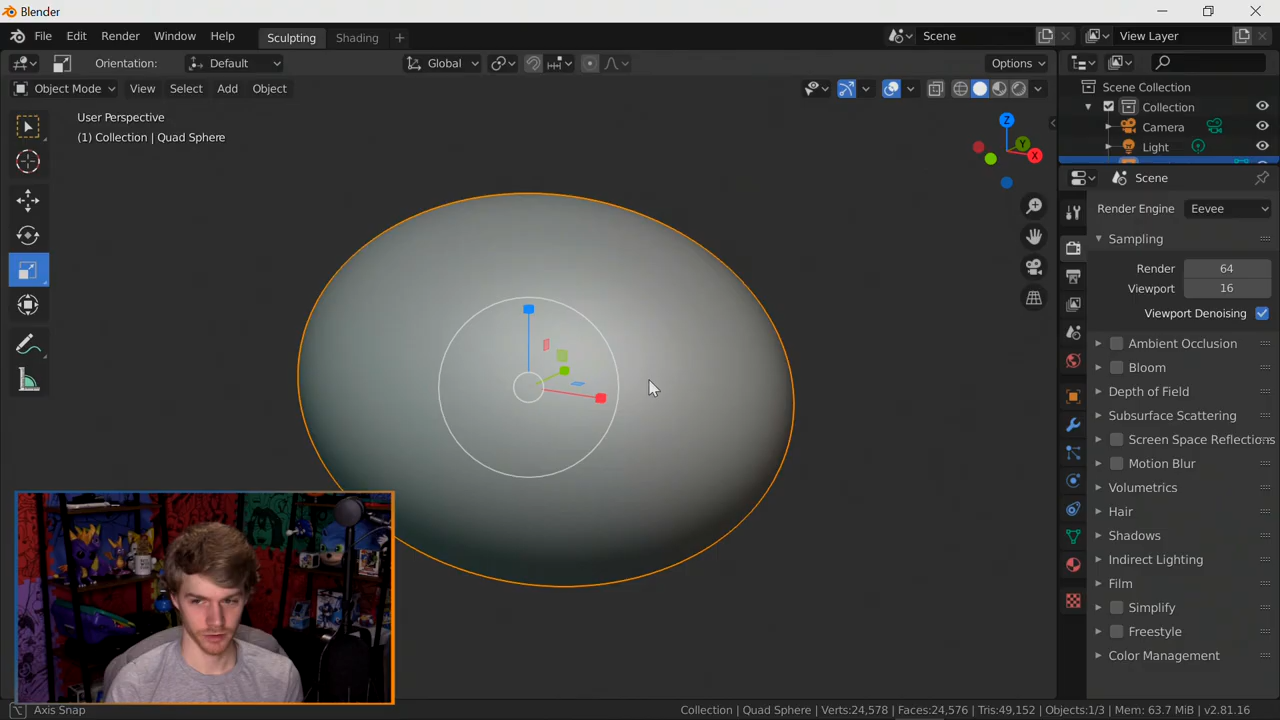 Blender
File Edit Render Window Help Sculpting Shading + Scene View Layer
Orientation: Default Global Options
Object Mode View Select Add Object
User Perspective
(1) Collection | Quad Sphere
Z
Y
X
Scene Collection
Collection
Camera
Light
Scene
Render Engine Eevee
Sampling
Render 64
Viewport 16
Viewport Denoising
Ambient Occlusion
Bloom
Depth of Field
Subsurface Scattering
Screen Space Reflections
Motion Blur
Volumetrics
Hair
Shadows
Indirect Lighting
Film
Simplify
Freestyle
Color Management
Axis Snap
Collection | Quad Sphere | Verts:24,578 | Faces:24,576 | Tris:49,152 | Objects:1/3 | Mem: 63.7 MiB | v2.81.16